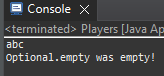 Console
<terminated> Players [Java Ap
abc
optional.empty was empty!